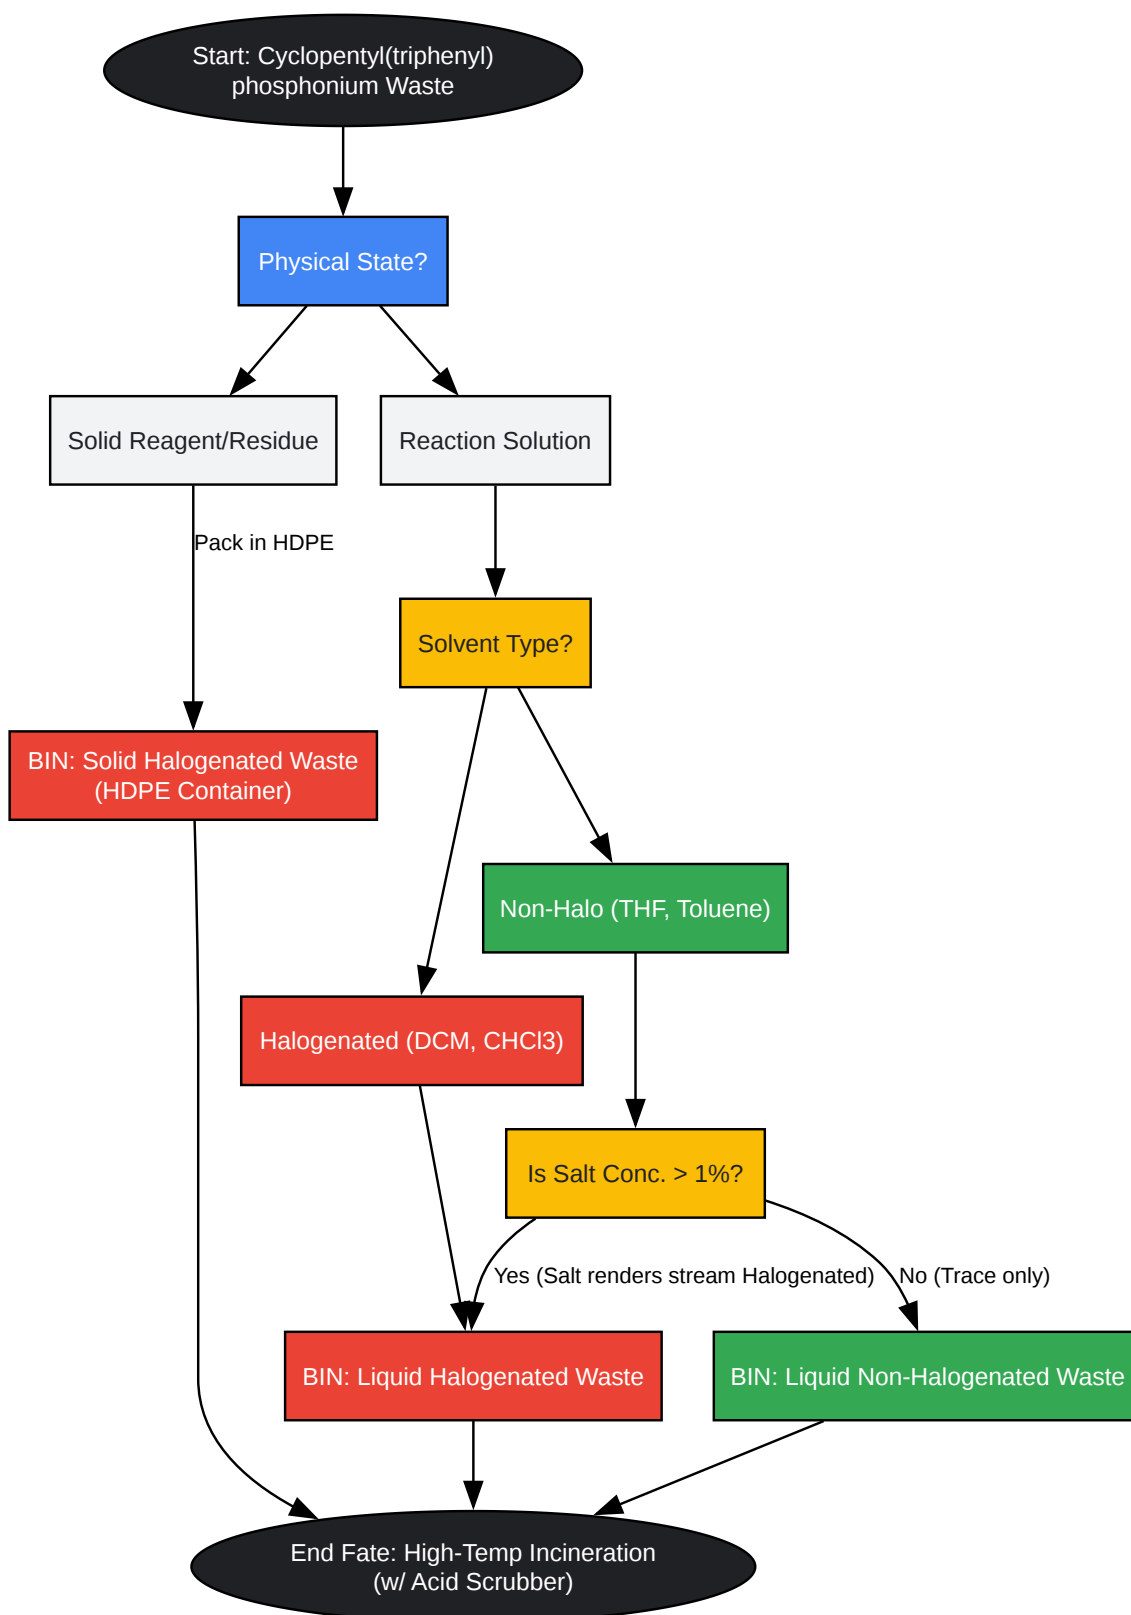 Start: Cyclopentyl(triphenyl)
phosphonium Waste
Physical State?
Solid Reagent/Residue
Reaction Solution
Pack in HDPE
Solvent Type?
BIN: Solid Halogenated Waste
(HDPE Container)
Non-Halo (THF, Toluene)
Halogenated (DCM, CHCl3)
Is Salt Conc. > 1%?
Yes (Salt renders stream Halogenated)
No (Trace only)
BIN: Liquid Halogenated Waste
BIN: Liquid Non-Halogenated Waste
End Fate: High-Temp Incineration
(w/ Acid Scrubber)